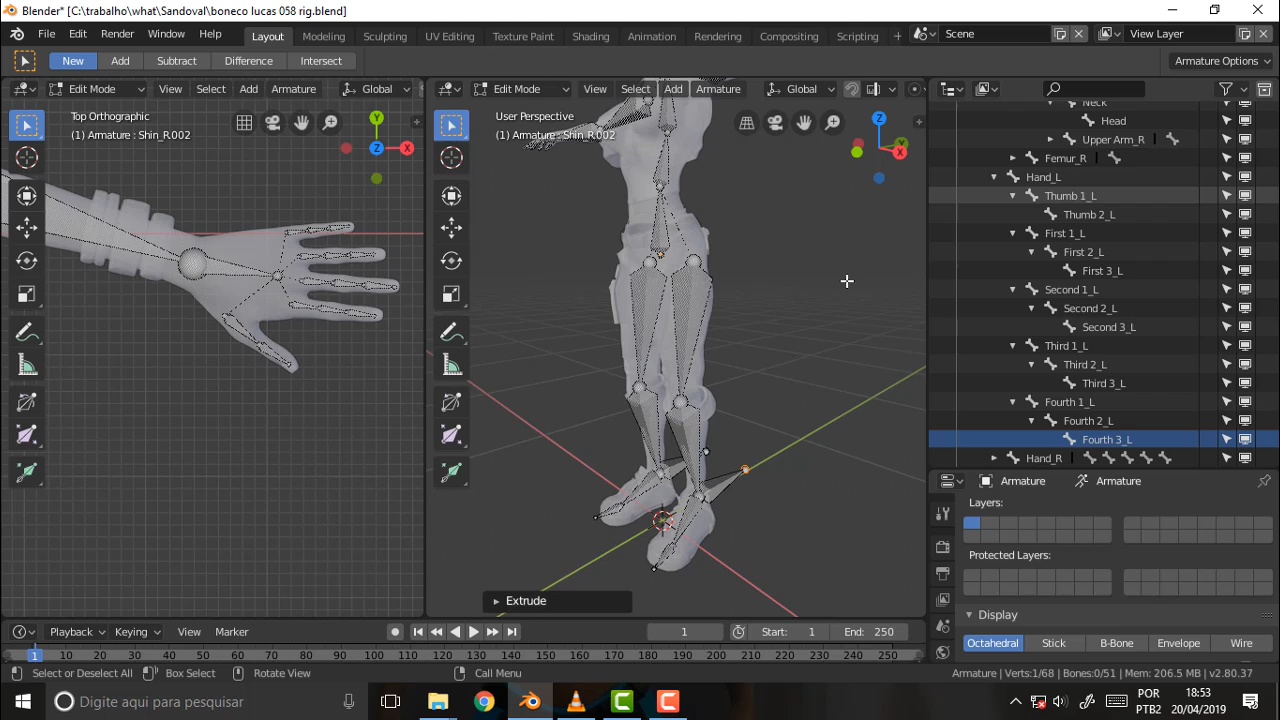 Blender* [C:\trabalho\what\Sandoval\boneco lucas 058 rig.blend]
File Edit Render Window Help Layout Modeling Sculpting UV Editing Texture Paint Shading Animation Rendering Compositing Scripting + Scene View Layer
New Add Subtract Difference Intersect Armature Options
Edit Mode View Select Add Armature Global
Edit Mode View Select Add Armature Global
Top Orthographic
(1) Armature : Shin_R.002
Y
Z
X
User Perspective
(1) Armature : Shin_R.002
Z
Y
X
Neck
Head
Upper Arm_R
Femur_R
Hand_L
Thumb 1_L
Thumb 2_L
First 1_L
First 2_L
First 3_L
Second 1_L
Second 2_L
Second 3_L
Third 1_L
Third 2_L
Third 3_L
Fourth 1_L
Fourth 2_L
Fourth 3_L
Hand_R
Armature Armature
Layers:
Protected Layers:
Display
Octahedral Stick B-Bone Envelope Wire
Extrude
Playback Keying View Marker 1 Start: 1 End: 250
1 10 20 30 40 50 60 70 80 90 100 110 120 130 140 150 160 170 180 190 200 210 220 230 240 250
Select or Deselect All Box Select Rotate View Call Menu Armature | Verts:1/68 | Bones:0/51 | Mem: 206.5 MB | v2.80.37
Digite aqui para pesquisar
POR
PTB2
18:53
20/04/2019